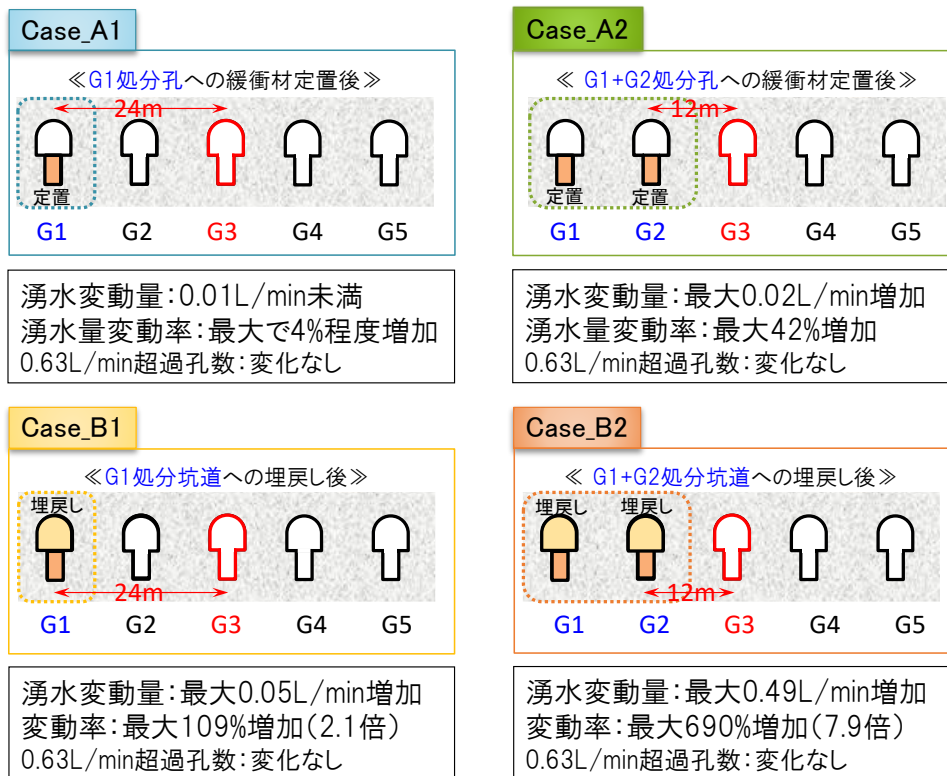 Case_A1
≪G1処分孔への緩衝材定置後≫
24m
定置
G1 G2 G3 G4 G5
湧水変動量:0.01L/min未満
湧水量変動率:最大で4%程度増加
0.63L/min超過孔数:変化なし
Case_A2
≪ G1+G2処分孔への緩衝材定置後≫
12m
定置 定置
G1 G2 G3 G4 G5
湧水変動量:最大0.02L/min増加
湧水量変動率:最大42%増加
0.63L/min超過孔数:変化なし
Case_B1
≪G1処分坑道への埋戻し後≫
埋戻し
24m
G1 G2 G3 G4 G5
湧水変動量:最大0.05L/min増加
変動率:最大109%増加(2.1倍)
0.63L/min超過孔数:変化なし
Case_B2
≪ G1+G2処分坑道への埋戻し後≫
埋戻し 埋戻し
12m
G1 G2 G3 G4 G5
湧水変動量:最大0.49L/min増加
変動率:最大690%増加(7.9倍)
0.63L/min超過孔数:変化なし